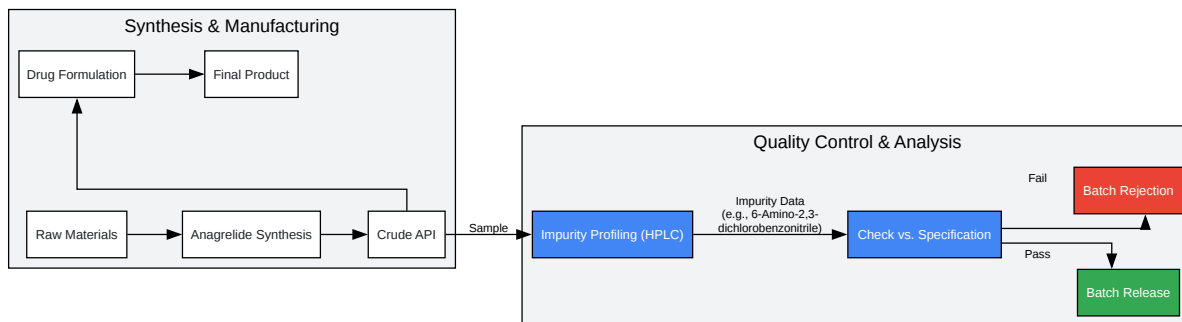 Synthesis & Manufacturing
Drug Formulation
Final Product
Raw Materials
Anagrelide Synthesis
Crude API
Sample
Quality Control & Analysis
Impurity Profiling (HPLC)
Impurity Data
(e.g., 6-Amino-2,3-
dichlorobenzonitrile)
Check vs. Specification
Fail
Batch Rejection
Pass
Batch Release